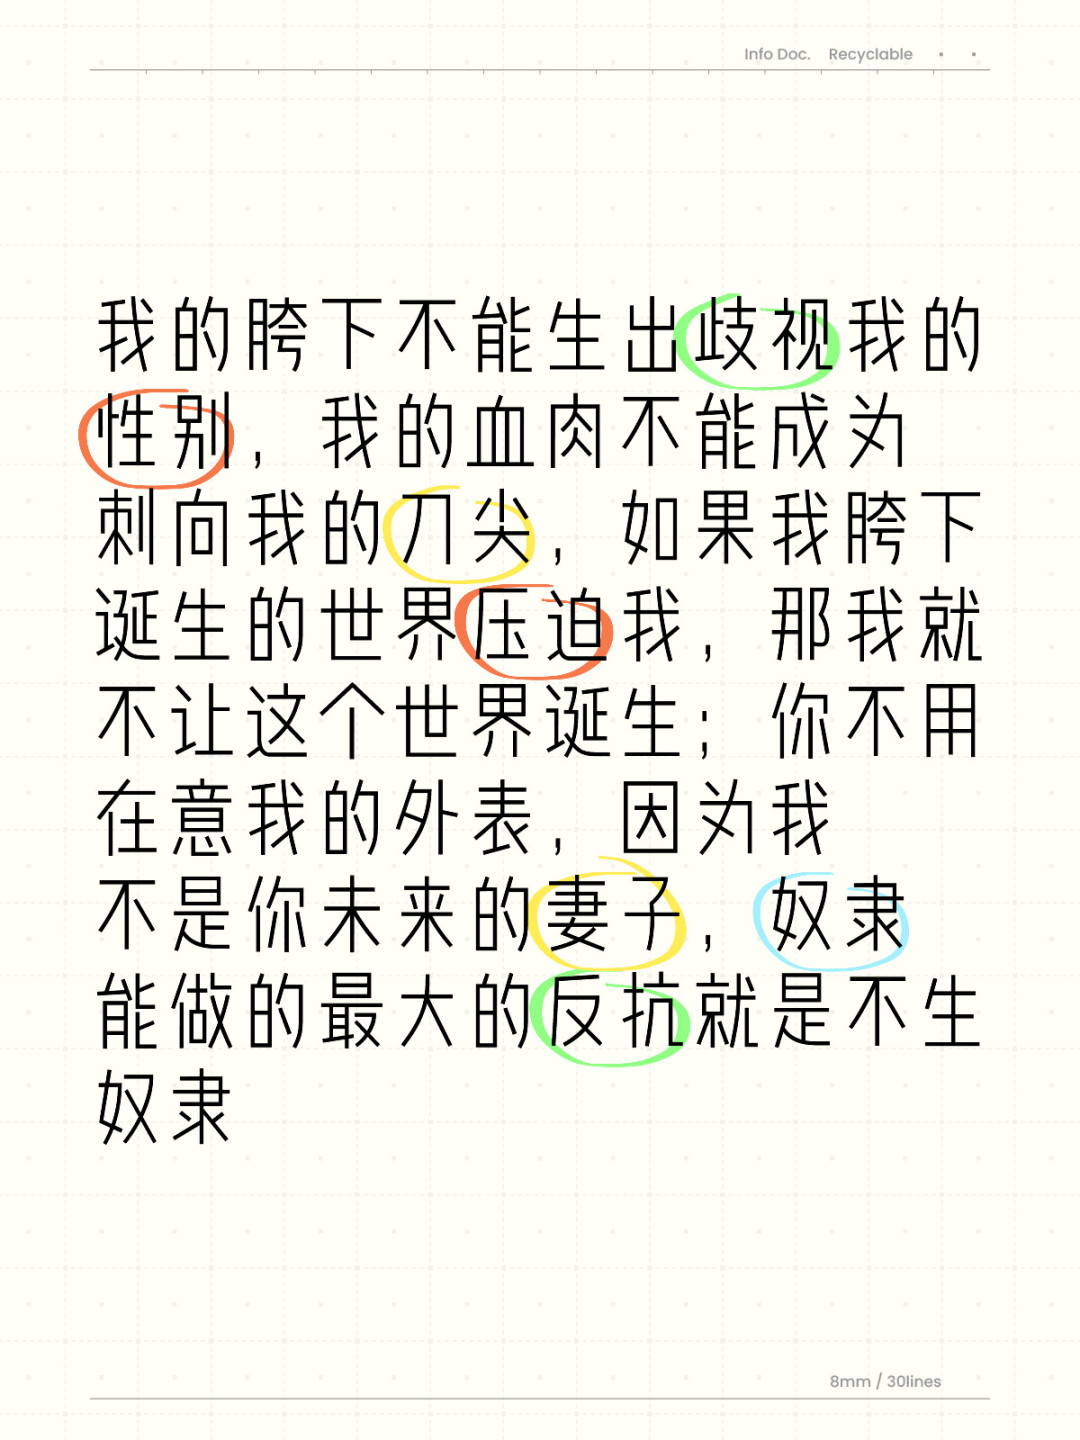 Info Doc. Recyclable • •
我的胯下不能生出歧视我的
性别，我的血肉不能成为
刺向我的刀尖，如果我胯下
诞生的世界压迫我，那我就
不让这个世界诞生；你不用
在意我的外表，因为我
不是你未来的妻子，奴隶
能做的最大的反抗就是不生
奴隶
8mm / 30lines